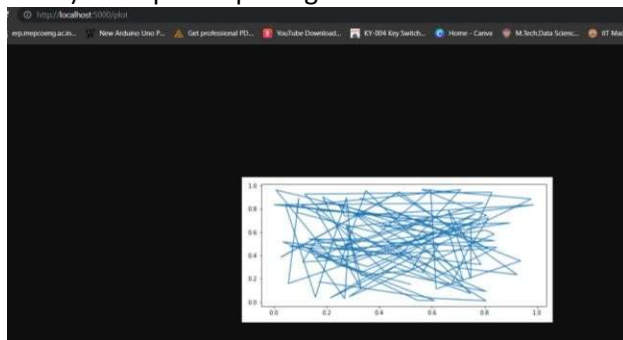 http://localhost:5000/plot
erp.mepcoeng.ac.in... New Arduino Uno P... Get professional PD... YouTube Download... KY-004 Key Switch... Home - Canva M.Tech.Data Scienc... IIT Mad
1.0
0.8
0.6
0.4
0.2
0.0
0.0 0.2 0.4 0.6 0.8 1.0